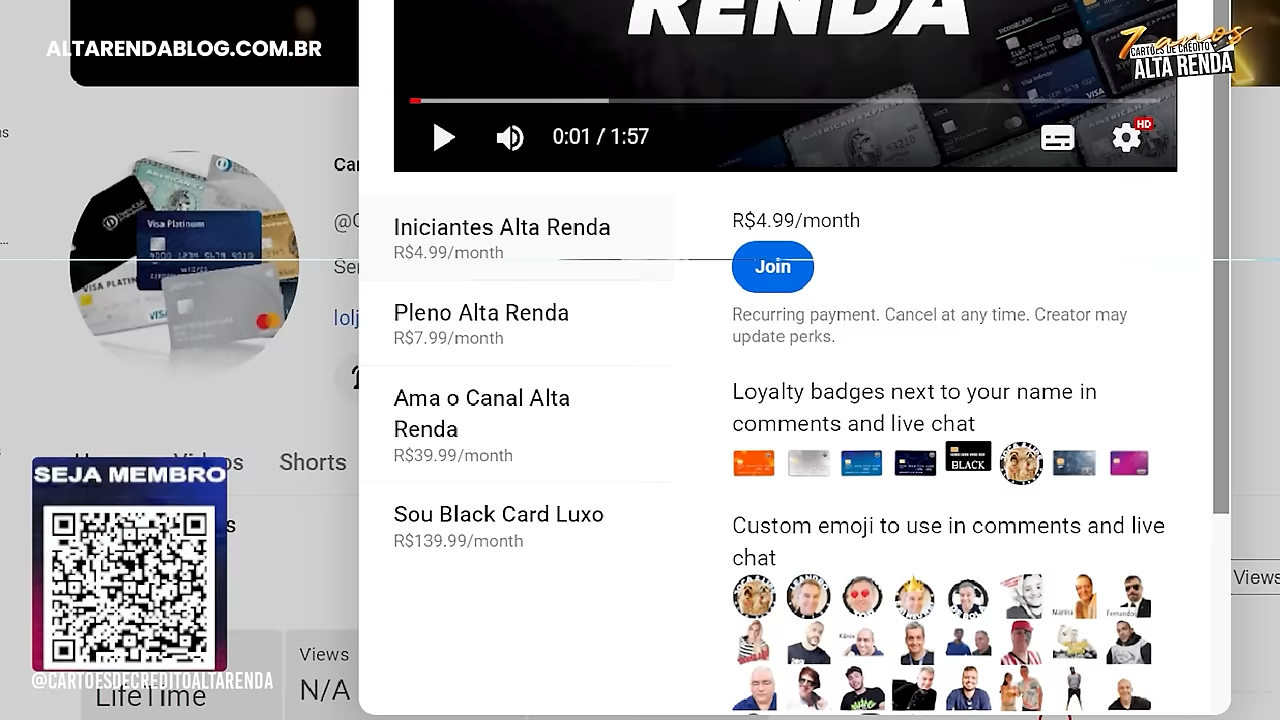 RENDA
ALTARENDABLOG.COM.BR
7 anos
CARTÕES DE CRÉDITO
ALTA RENDA
0:01 / 1:57
HD
Visa Platinum
VISA PLATINUM
Iniciantes Alta Renda
R$4.99/month
Pleno Alta Renda
R$7.99/month
Ama o Canal Alta
Renda
R$39.99/month
Sou Black Card Luxo
R$139.99/month
R$4.99/month
Join
Recurring payment. Cancel at any time. Creator may
update perks.
Loyalty badges next to your name in
comments and live chat
BLACK
Custom emoji to use in comments and live
chat
Shorts
SEJA MEMBRO
@CARTOESDECREDITOALTARENDA
LifeTime
Views
N/A
Views